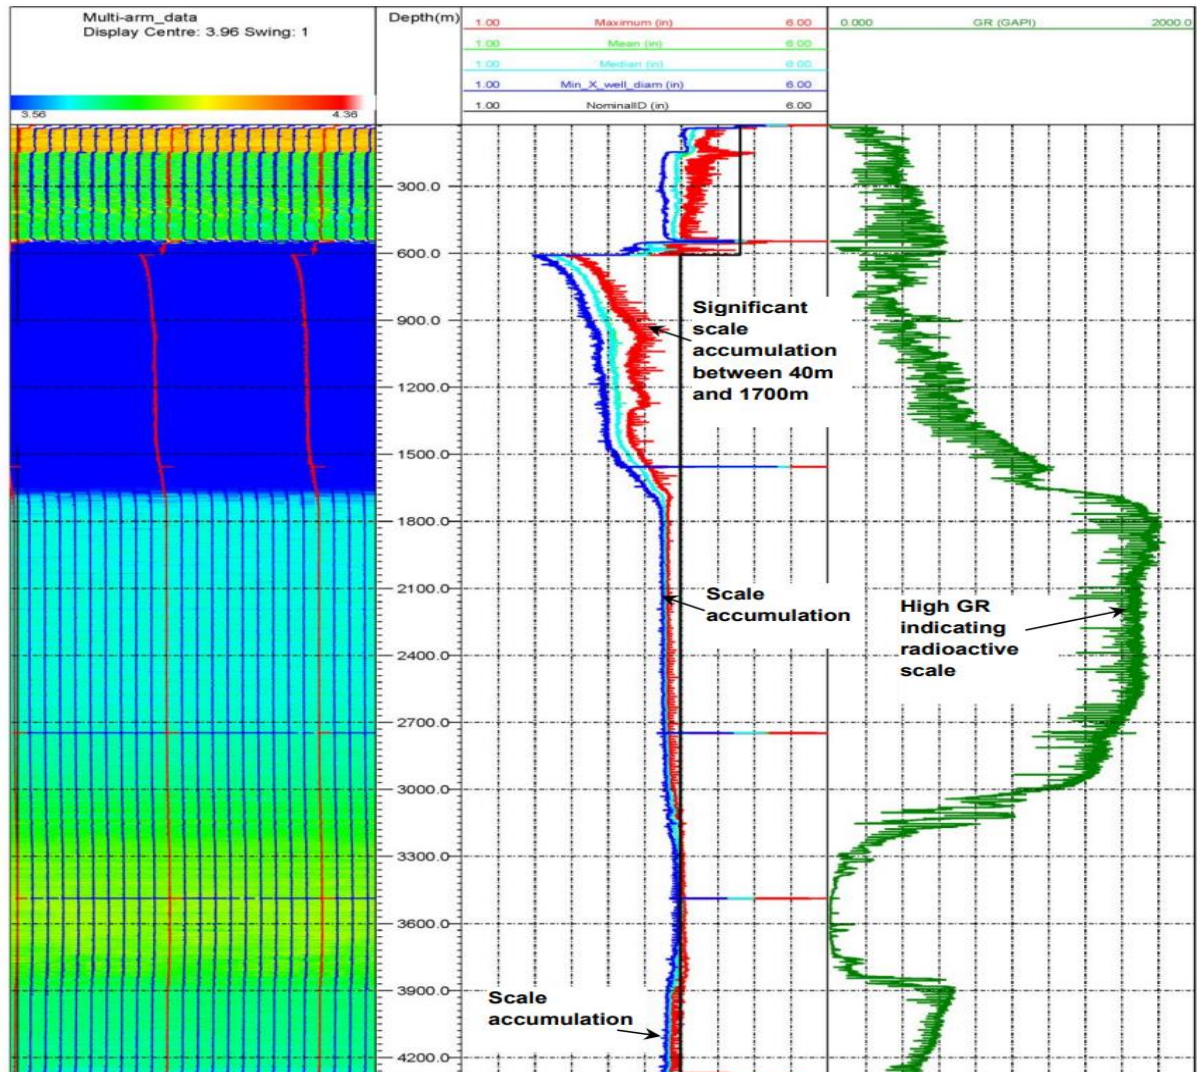 Multi-arm_data
Display Centre: 3.96 Swing: 1
3.56 4.36
Depth(m)
1.00 Maximum (in) 6.00
1.00 Mean (in) 6.00
1.00 Median (in) 6.00
1.00 Min_X_well_diam (in) 6.00
1.00 NominalID (in) 6.00
0.000 GR (GAPI) 2000.0
300.0
600.0
900.0
1200.0
1500.0
1800.0
2100.0
2400.0
2700.0
3000.0
3300.0
3600.0
3900.0
4200.0
Significant
scale
accumulation
between 40m
and 1700m
Scale
accumulation
High GR
indicating
radioactive
scale
Scale
accumulation